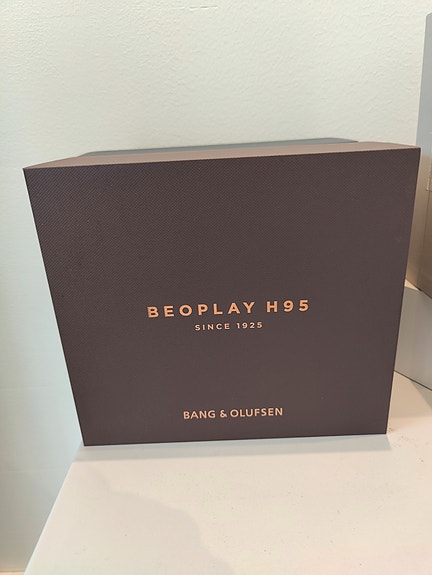 BEOPLAY H95
SINCE 1925
BANG & OLUFSEN